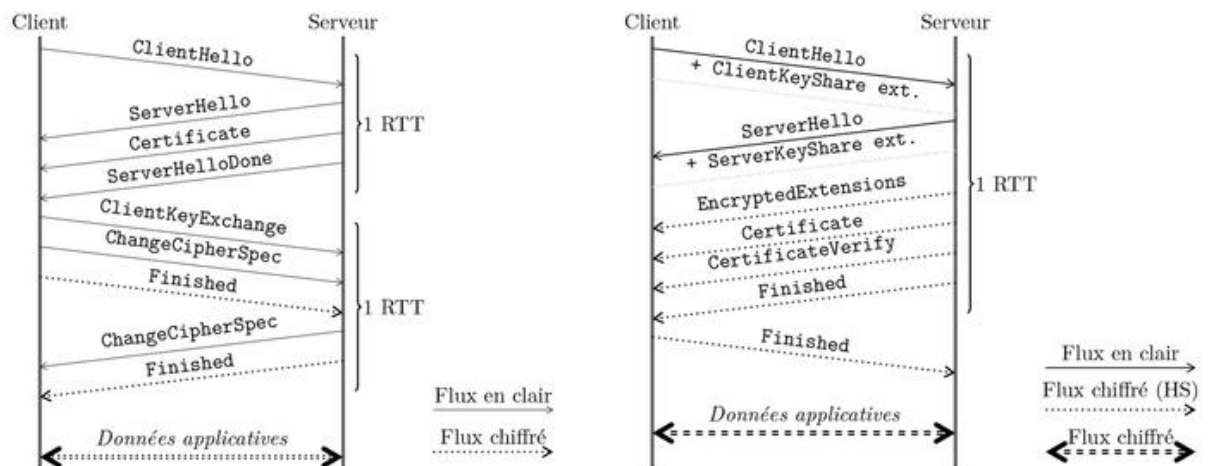 Client
Serveur
ClientHello
ServerHello
Certificate
ServerHelloDone
1 RTT
ClientKeyExchange
ChangeCipherSpec
Finished
1 RTT
ChangeCipherSpec
Finished
Données applicatives
Flux en clair
Flux chiffré
Client
Serveur
ClientHello
+ ClientKeyShare ext.
ServerHello
+ ServerKeyShare ext.
EncryptedExtensions
1 RTT
Certificate
CertificateVerify
Finished
Finished
Données applicatives
Flux en clair
Flux chiffré (HS)
Flux chiffré